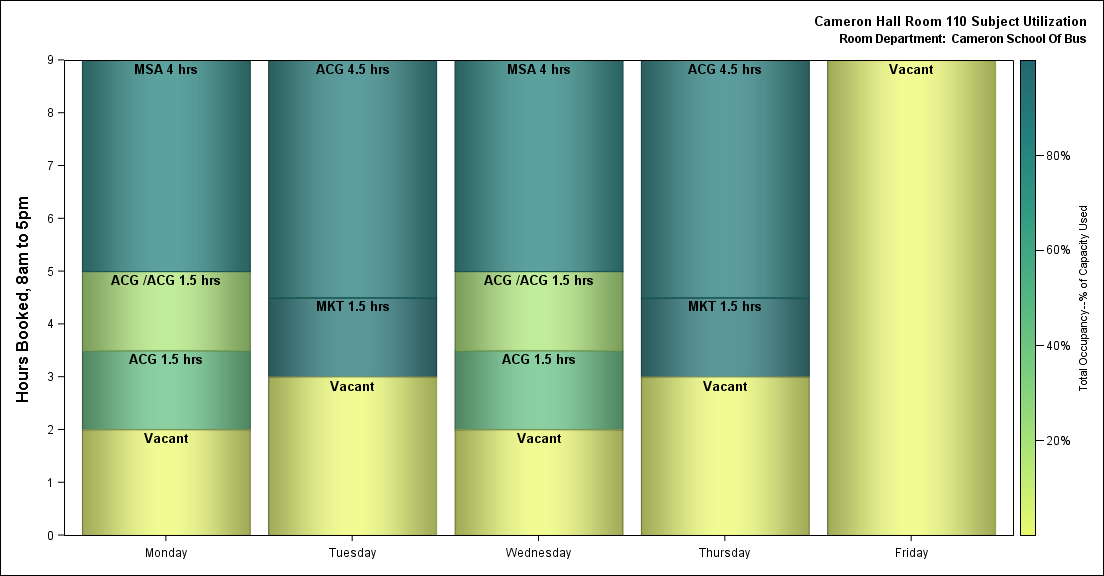 Cameron Hall Room 110 Subject Utilization
Room Department: Cameron School Of Bus
Hours Booked, 8am to 5pm
9
8
7
6
5
4
3
2
1
0
MSA 4 hrs
ACG /ACG 1.5 hrs
ACG 1.5 hrs
Vacant
ACG 4.5 hrs
MKT 1.5 hrs
Vacant
MSA 4 hrs
ACG /ACG 1.5 hrs
ACG 1.5 hrs
Vacant
ACG 4.5 hrs
MKT 1.5 hrs
Vacant
Vacant
Monday
Tuesday
Wednesday
Thursday
Friday
80%
60%
40%
20%
Total Occupancy--% of Capacity Used